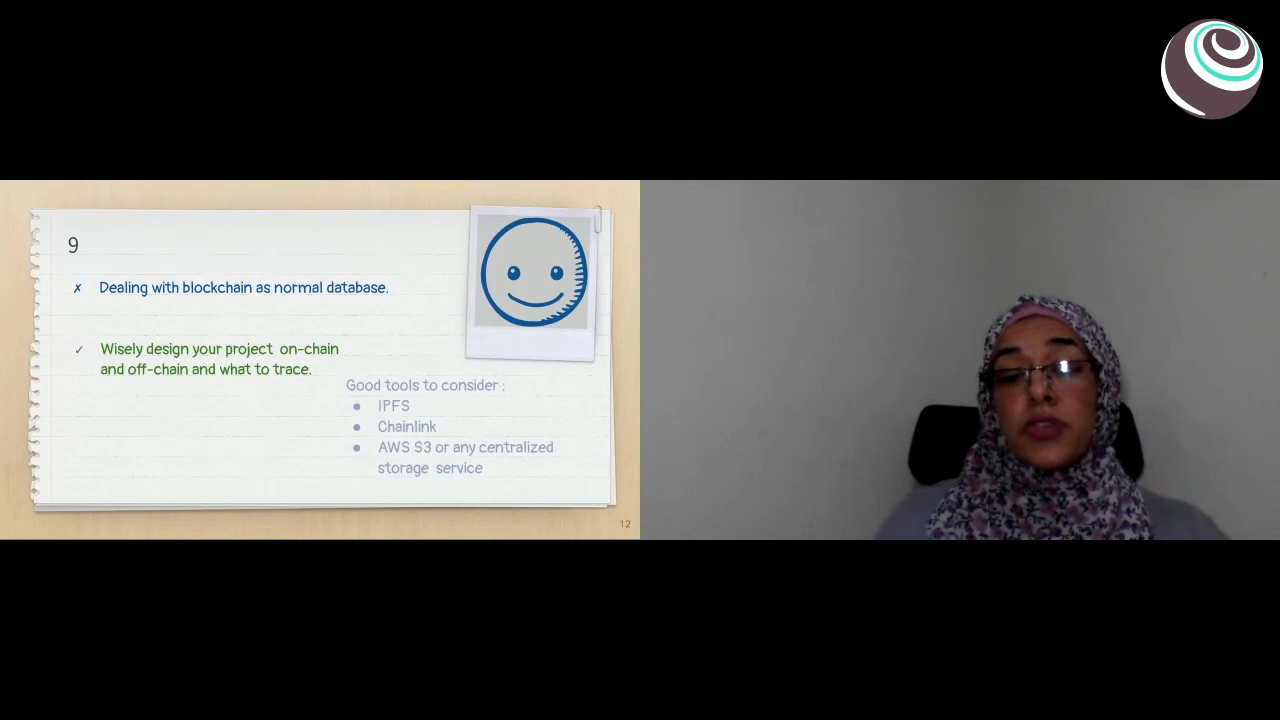 9
✗ Dealing with blockchain as normal database.
✓ Wisely design your project on-chain
and off-chain and what to trace.
Good tools to consider :
● IPFS
● Chainlink
● AWS S3 or any centralized
storage service
12